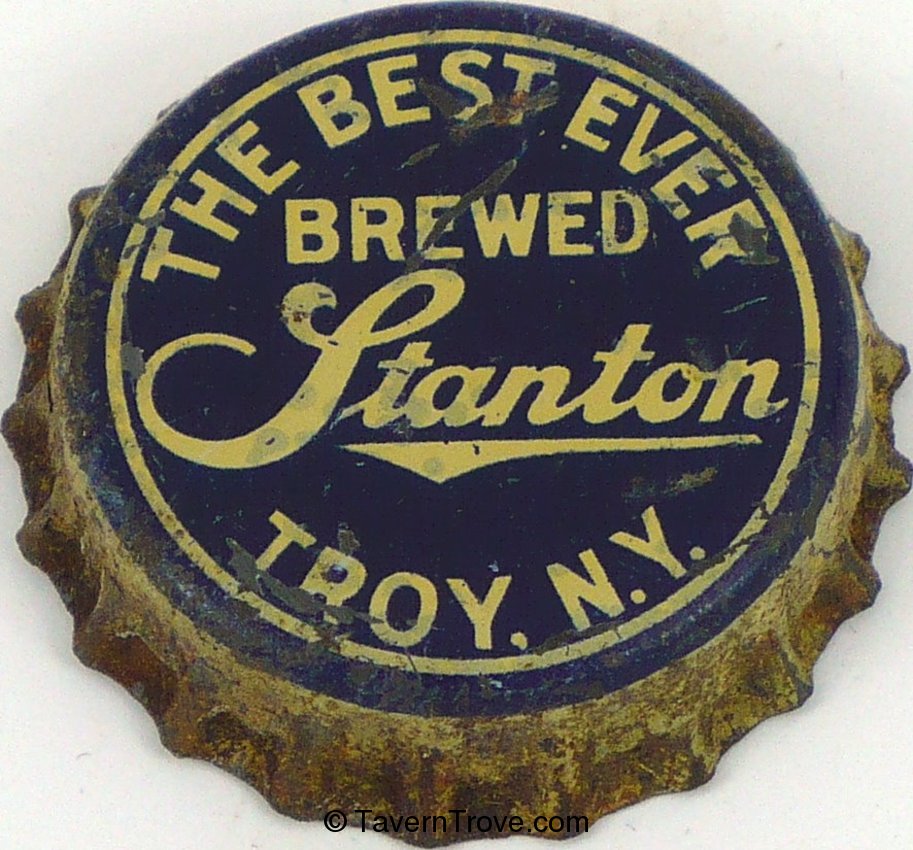 THE BEST EVER
BREWED
Stanton
TROY, N.Y.
© TavernTrove.com